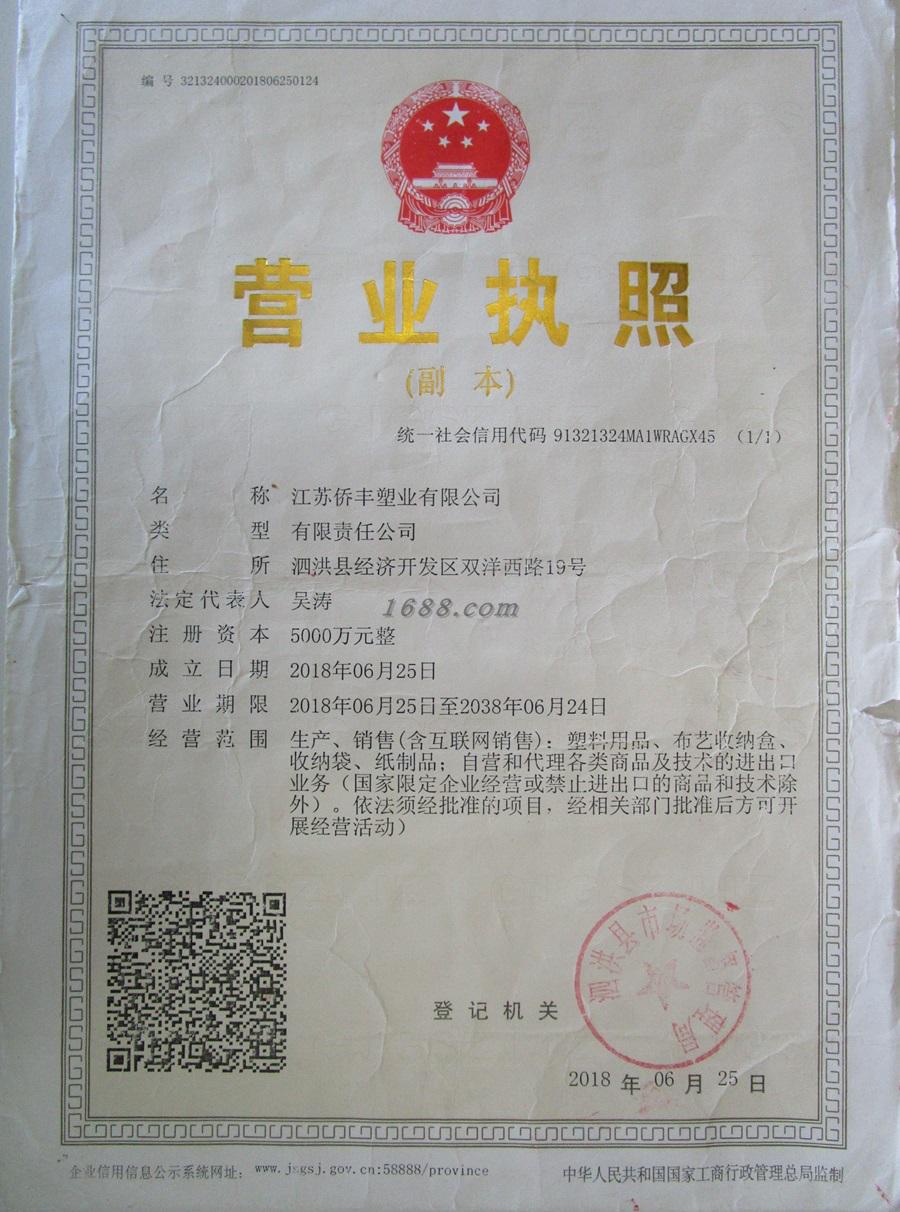 编 号 321324000201806250124
营业执照
(副 本)
统一社会信用代码 91321324MA1WRAGX45 (1/1)
名 称 江苏侨丰塑业有限公司
类 型 有限责任公司
住 所 泗洪县经济开发区双洋西路19号
法定代表人 吴涛
1688.com
注 册 资 本 5000万元整
成 立 日 期 2018年06月25日
营 业 期 限 2018年06月25日至2038年06月24日
经 营 范 围 生产、销售(含互联网销售)：塑料用品、布艺收纳盒、
收纳袋、纸制品；自营和代理各类商品及技术的进出口
业务（国家限定企业经营或禁止进出口的商品和技术除
外）。依法须经批准的项目，经相关部门批准后方可开
展经营活动）
泗洪县市场监督管理局
登 记 机 关
2018 年 06 月 25 日
企业信用信息公示系统网址： www.jsgsj.gov.cn:58888/province
中华人民共和国国家工商行政管理总局监制